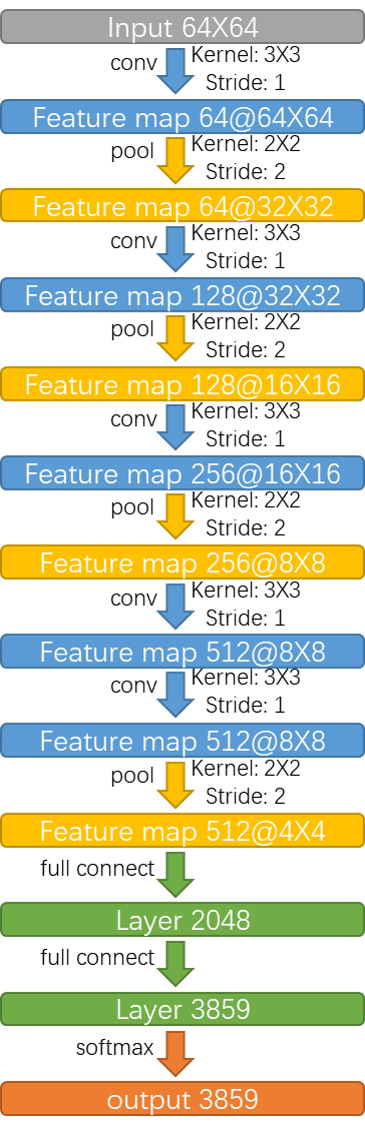 Input 64X64
conv
Kernel: 3X3
Stride: 1
Feature map 64@64X64
pool
Kernel: 2X2
Stride: 2
Feature map 64@32X32
conv
Kernel: 3X3
Stride: 1
Feature map 128@32X32
pool
Kernel: 2X2
Stride: 2
Feature map 128@16X16
conv
Kernel: 3X3
Stride: 1
Feature map 256@16X16
pool
Kernel: 2X2
Stride: 2
Feature map 256@8X8
conv
Kernel: 3X3
Stride: 1
Feature map 512@8X8
conv
Kernel: 3X3
Stride: 1
Feature map 512@8X8
pool
Kernel: 2X2
Stride: 2
Feature map 512@4X4
full connect
Layer 2048
full connect
Layer 3859
softmax
output 3859